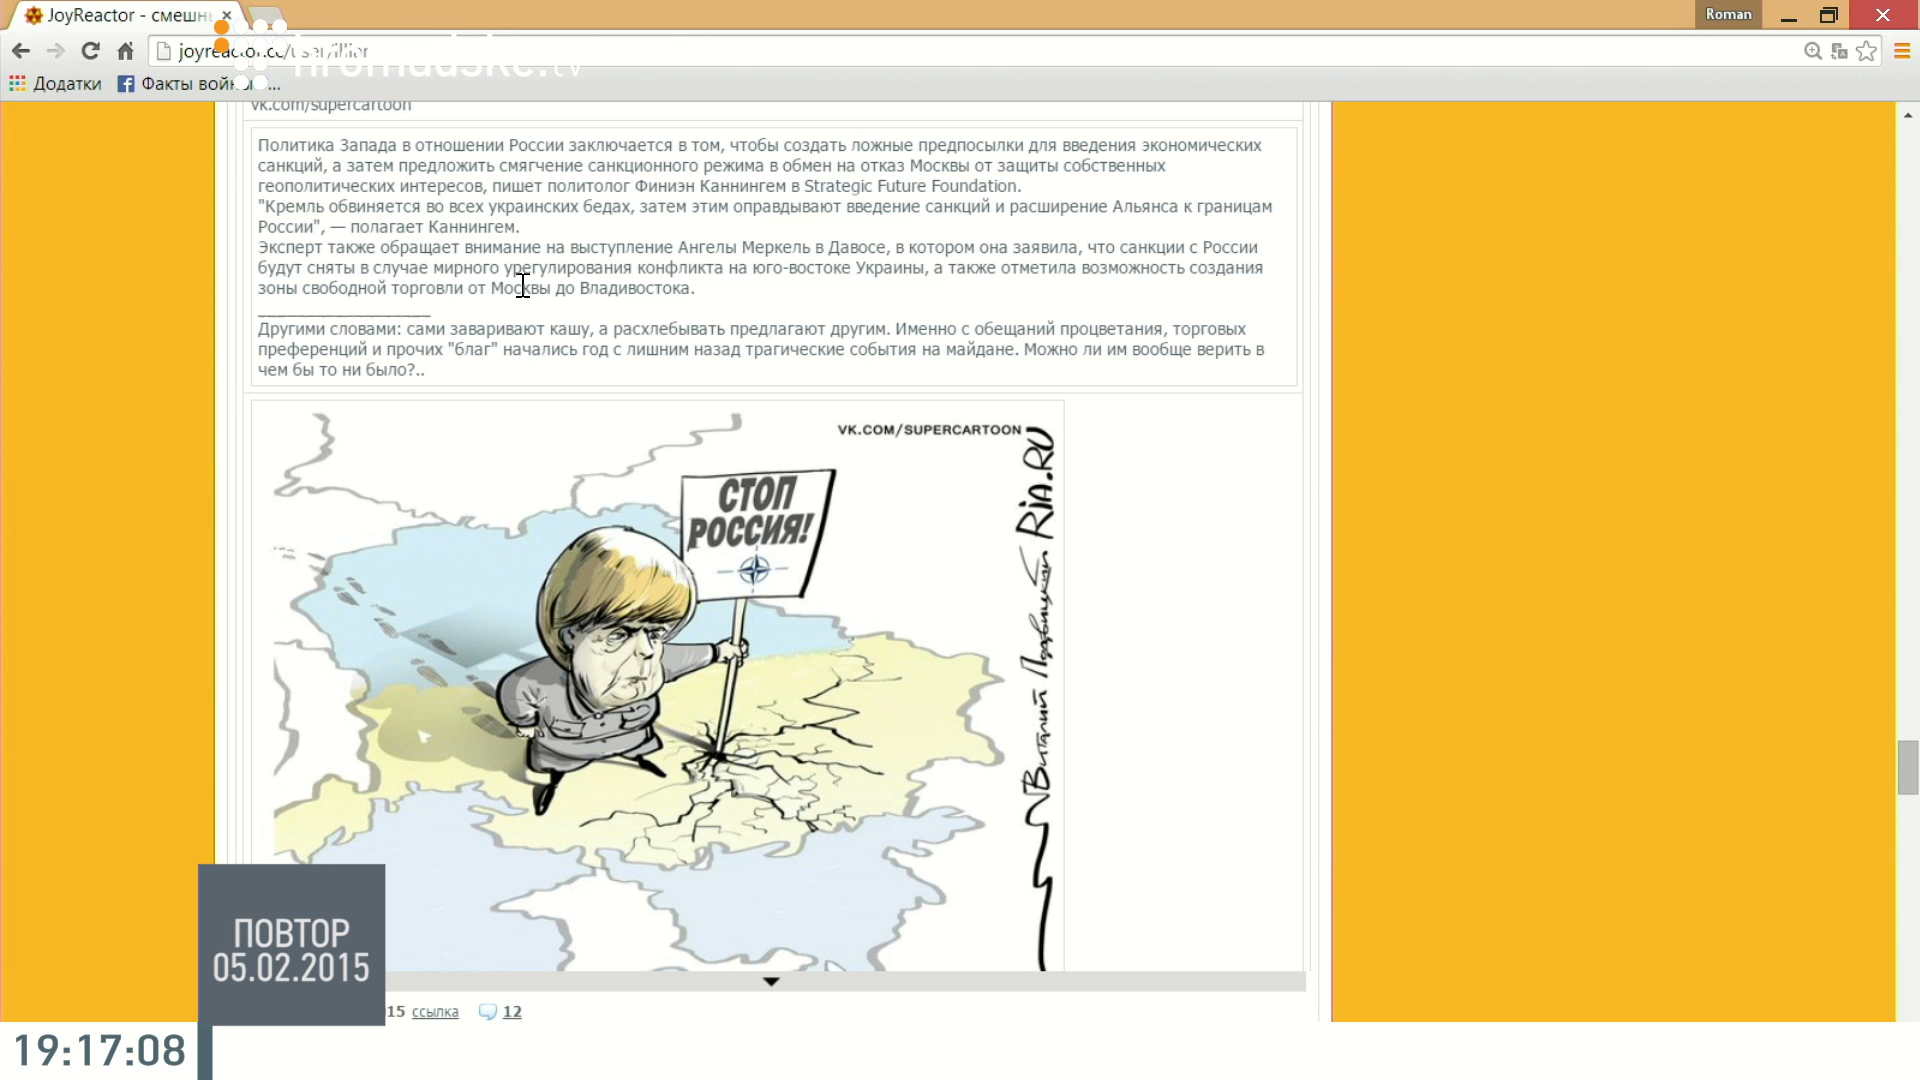 JoyReactor - смешн
Roman
hromadske.tv
Додатки
Факты вой
vk.com/supercartoon
Политика Запада в отношении России заключается в том, чтобы создать ложные предпосылки для введения экономических
санкций, а затем предложить смягчение санкционного режима в обмен на отказ Москвы от защиты собственных
геополитических интересов, пишет политолог Финиэн Каннингем в Strategic Future Foundation.
"Кремль обвиняется во всех украинских бедах, затем этим оправдывают введение санкций и расширение Альянса к границам
России", — полагает Каннингем.
Эксперт также обращает внимание на выступление Ангелы Меркель в Давосе, в котором она заявила, что санкции с России
будут сняты в случае мирного урегулирования конфликта на юго-востоке Украины, а также отметила возможность создания
зоны свободной торговли от Москвы до Владивостока.
___________________
Другими словами: сами заваривают кашу, а расхлебывать предлагают другим. Именно с обещаний процветания, торговых
преференций и прочих "благ" начались год с лишним назад трагические события на майдане. Можно ли им вообще верить в
чем бы то ни было?..
VK.COM/SUPERCARTOON
СТОП
РОССИЯ!
Виталий Подвицкий RIA.RU
15 ссылка 12
ПОВТОР
05.02.2015
19:17:08